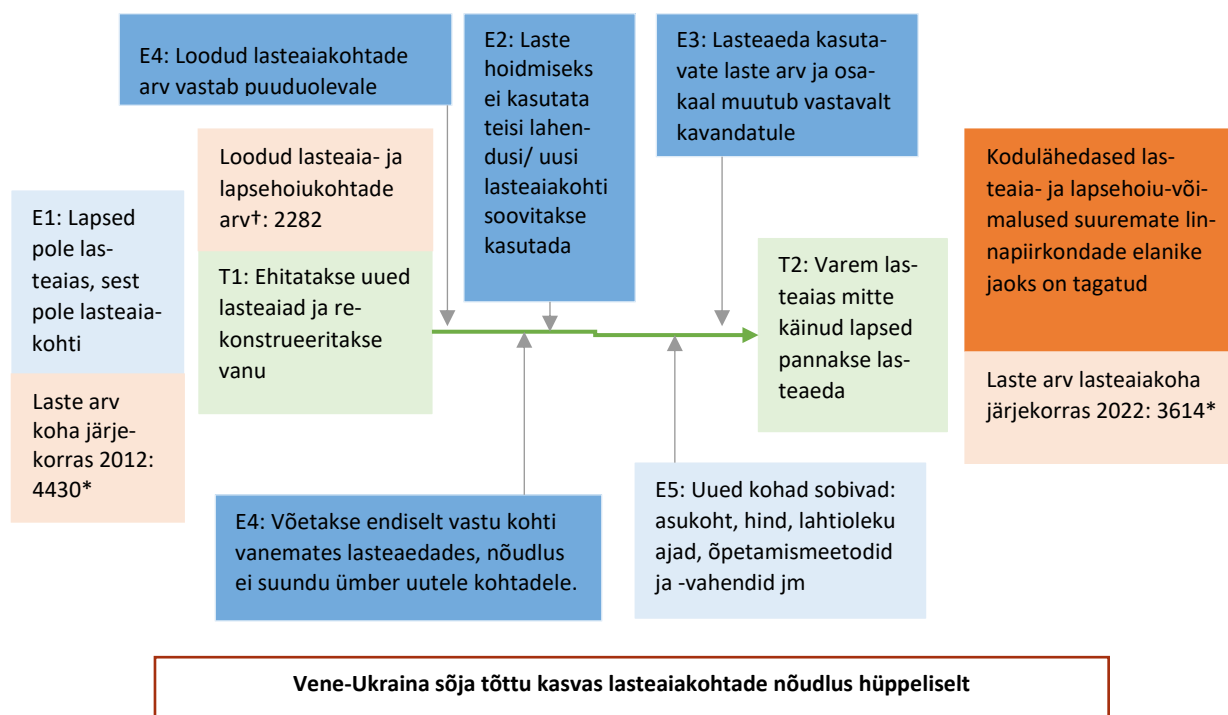 E4: Loodud lasteaiakohtade
arv vastab puuduolevale
E2: Laste
hoidmiseks
ei kasutata
teisi lahen-
dusi/ uusi
lasteaiakohti
soovitakse
kasutada
E3: Lasteaeda kasuta-
vate laste arv ja osa-
kaal muutub vastavalt
kavandatule
E1: Lapsed
pole las-
teaias, sest
pole lasteaia-
kohti
Laste arv
koha järje-
korras 2012:
4430*
Loodud lasteaia- ja
lapsehoiukohtade
arv†: 2282
T1: Ehitatakse uued
lasteaiad ja re-
konstrueeritakse
vanu
T2: Varem las-
teaias mitte
käinud lapsed
pannakse las-
teaeda
Kodulähedased las-
teaia- ja lapsehoiu-või-
malused suuremate lin-
napiirkondade elanike
jaoks on tagatud
Laste arv lasteaiakoha
järjekorras 2022: 3614*
E4: Võetakse endiselt vastu kohti
vanemates lasteaedades, nõudlus
ei suundu ümber uutele kohtadele.
E5: Uued kohad sobivad:
asukoht, hind, lahtioleku
ajad, õpetamismeetodid
ja -vahendid jm
Vene-Ukraina sõja tõttu kasvas lasteaiakohtade nõudlus hüppeliselt